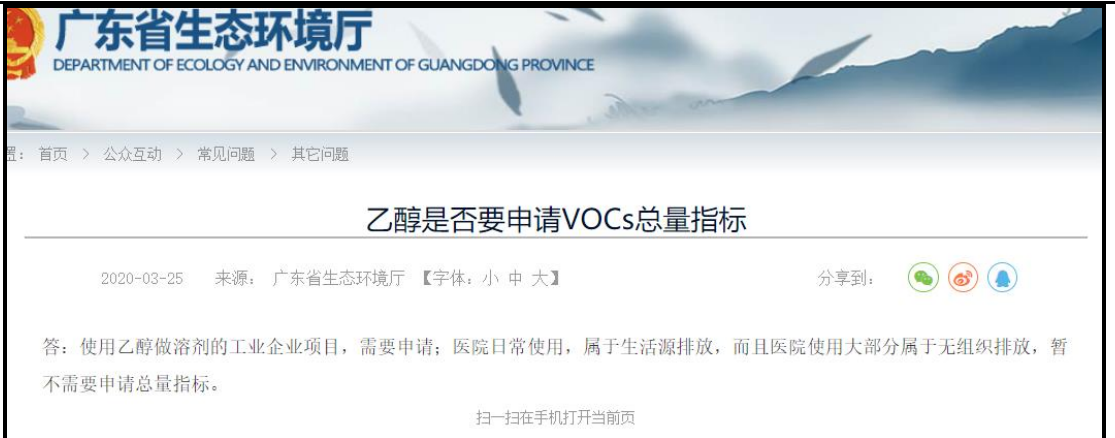 广东省生态环境厅
DEPARTMENT OF ECOLOGY AND ENVIRONMENT OF GUANGDONG PROVINCE
置： 首页 > 公众互动 > 常见问题 > 其它问题
乙醇是否要申请VOCs总量指标
2020-03-25 来源： 广东省生态环境厅 【字体：小 中 大】 分享到：
答：使用乙醇做溶剂的工业企业项目，需要申请；医院日常使用，属于生活源排放，而且医院使用大部分属于无组织排放，暂
不需要申请总量指标。
扫一扫在手机打开当前页